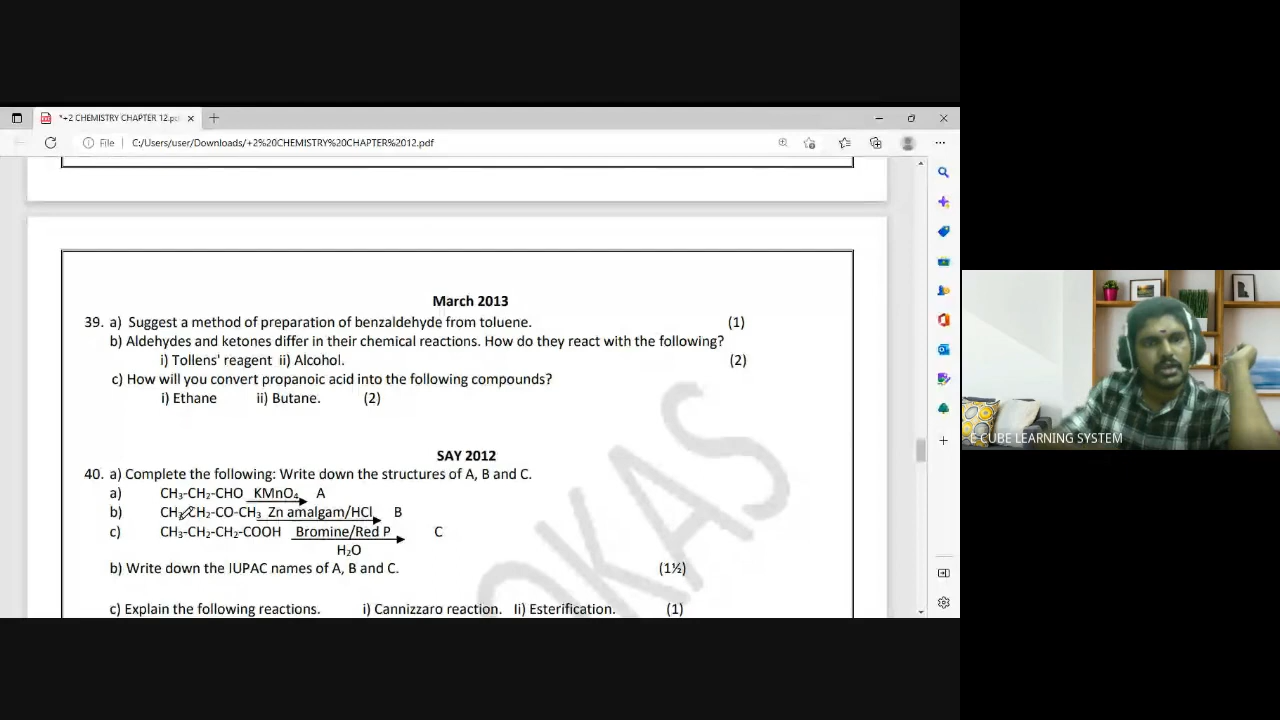 *+2 CHEMISTRY CHAPTER 12.pd
File
C:/Users/user/Downloads/+2%20CHEMISTRY%20CHAPTER%2012.pdf
March 2013
39. a) Suggest a method of preparation of benzaldehyde from toluene. (1)
b) Aldehydes and ketones differ in their chemical reactions. How do they react with the following?
i) Tollens' reagent ii) Alcohol. (2)
c) How will you convert propanoic acid into the following compounds?
i) Ethane ii) Butane. (2)
SAY 2012
40. a) Complete the following: Write down the structures of A, B and C.
a) CH₃-CH₂-CHO KMnO₄ A
b) CH₃-CH₂-CO-CH₃ Zn amalgam/HCl B
c) CH₃-CH₂-CH₂-COOH Bromine/Red P C
H₂O
b) Write down the IUPAC names of A, B and C. (1½)
c) Explain the following reactions. i) Cannizzaro reaction. Ii) Esterification. (1)
OKAS
E CUBE LEARNING SYSTEM